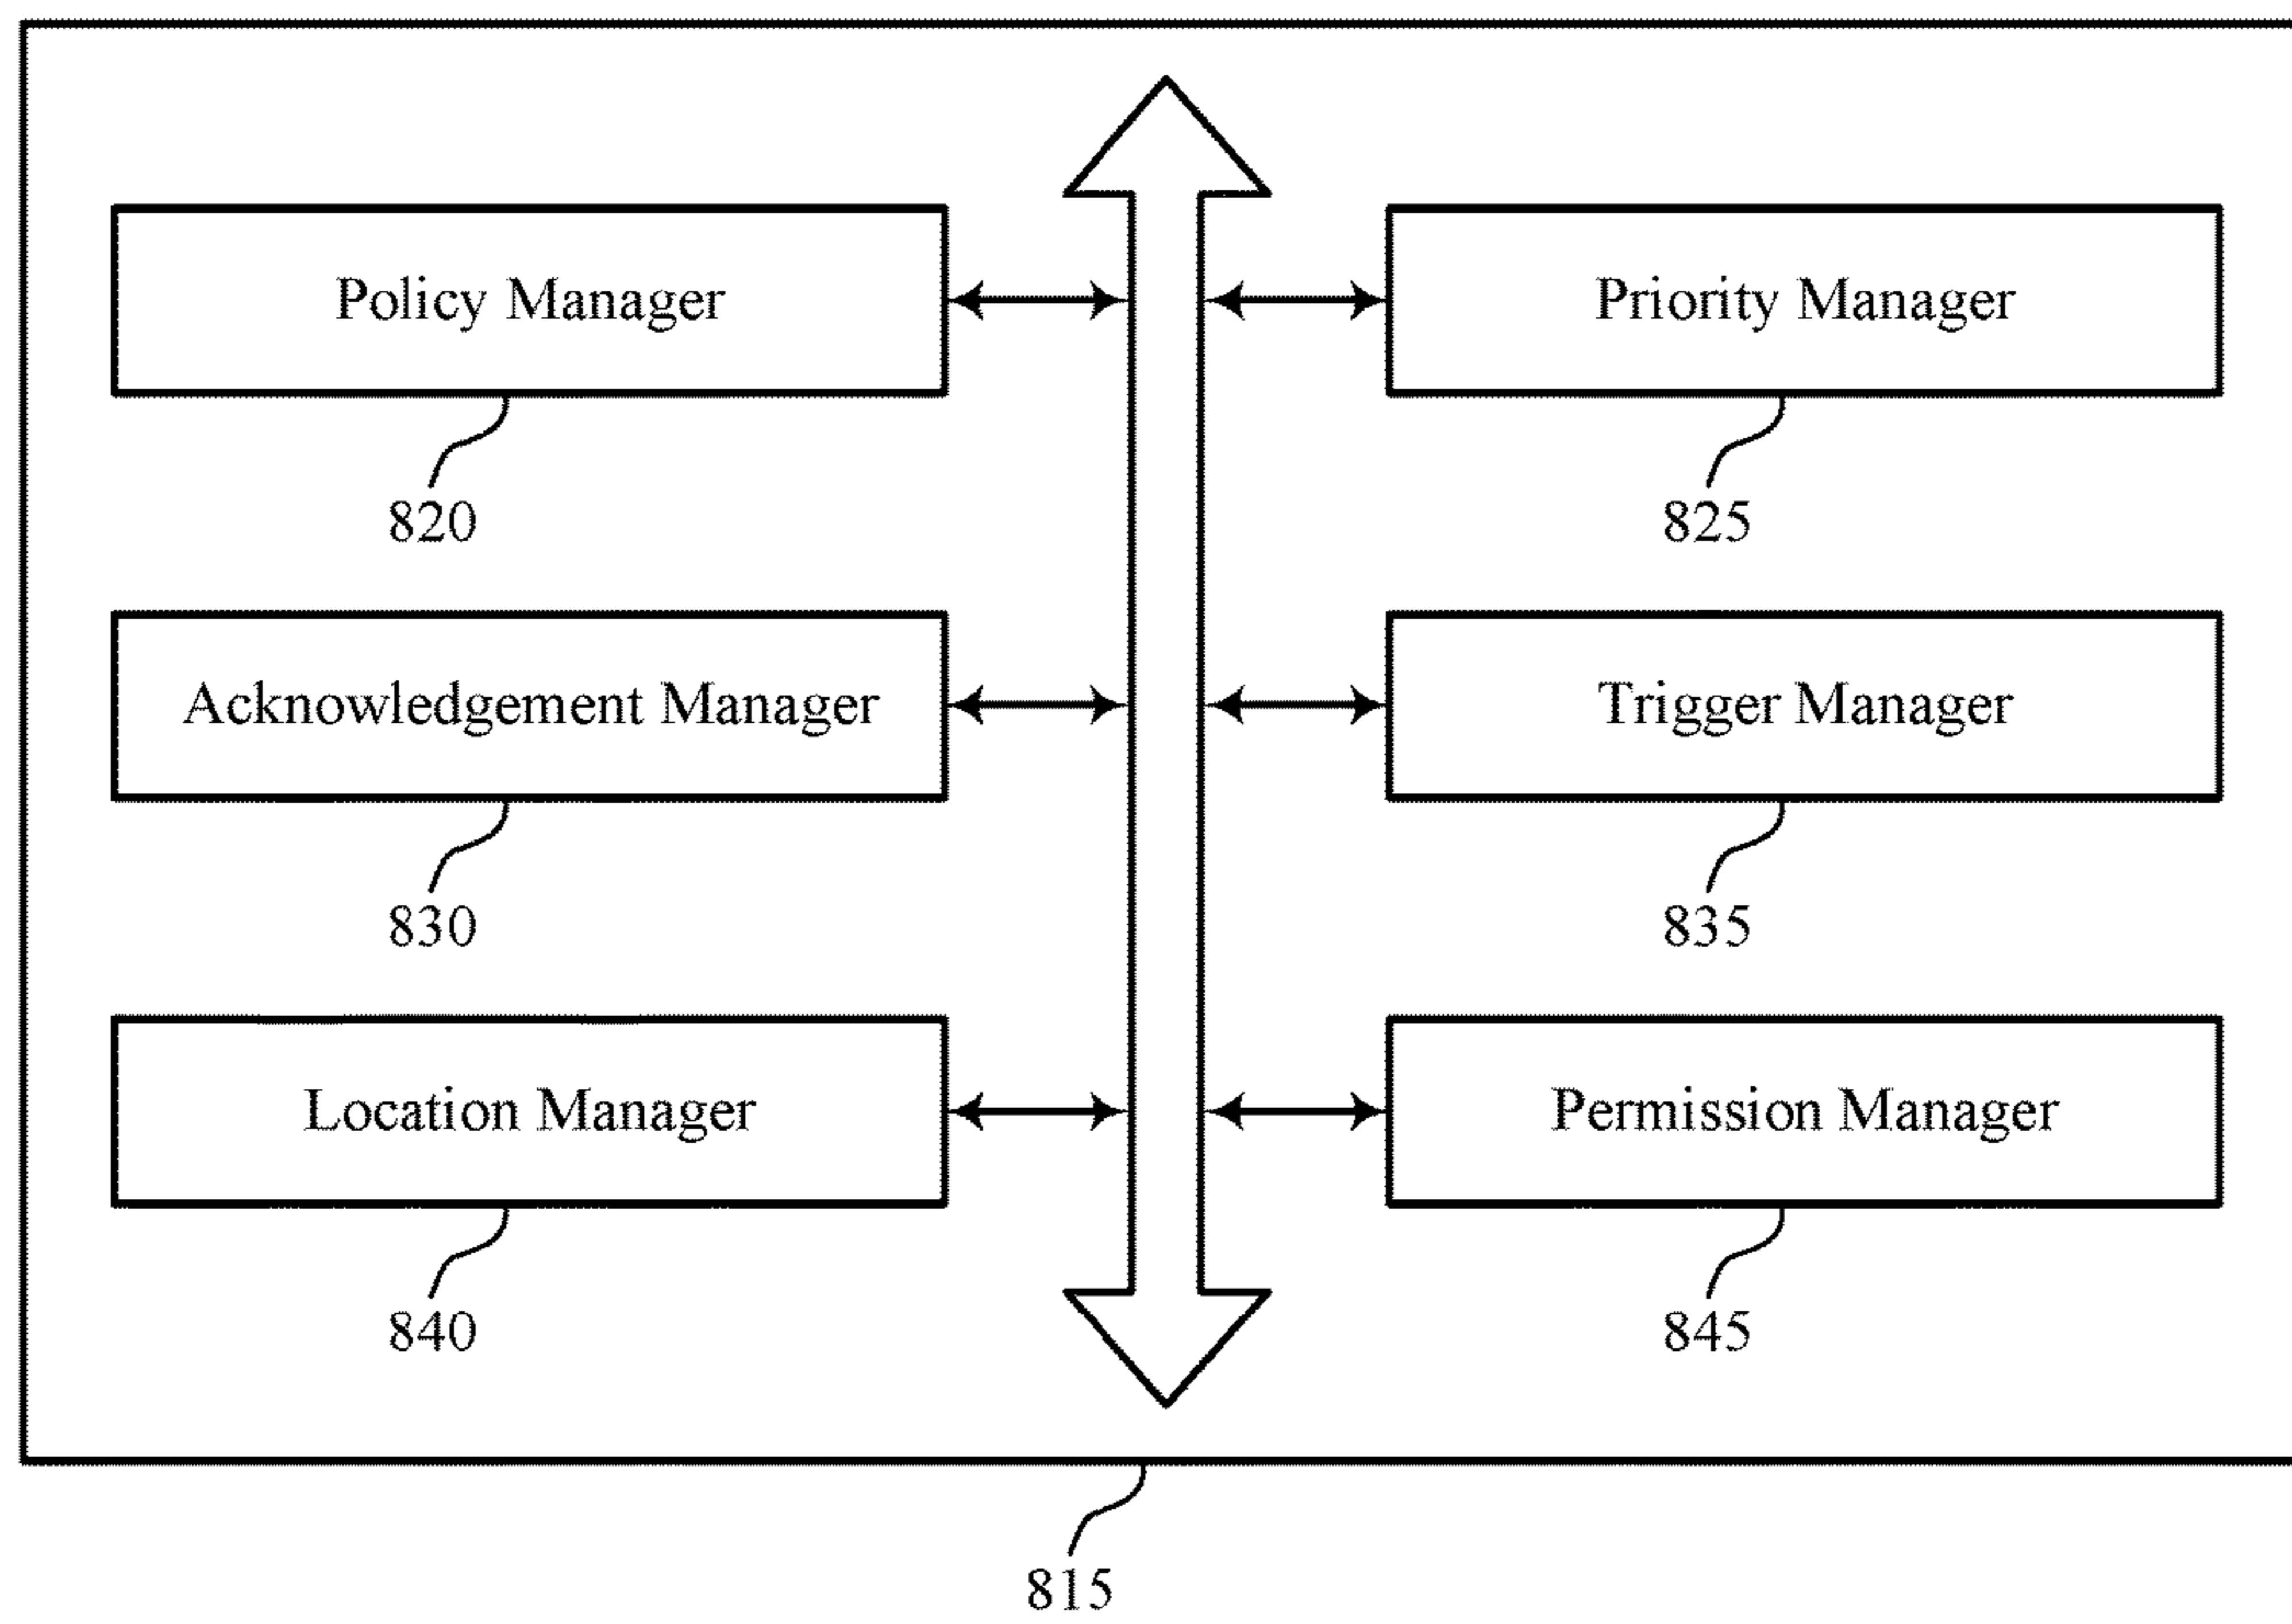 Policy Manager
Priority Manager
820
825
Acknowledgement Manager
Trigger Manager
830
835
Location Manager
Permission Manager
840
845
815